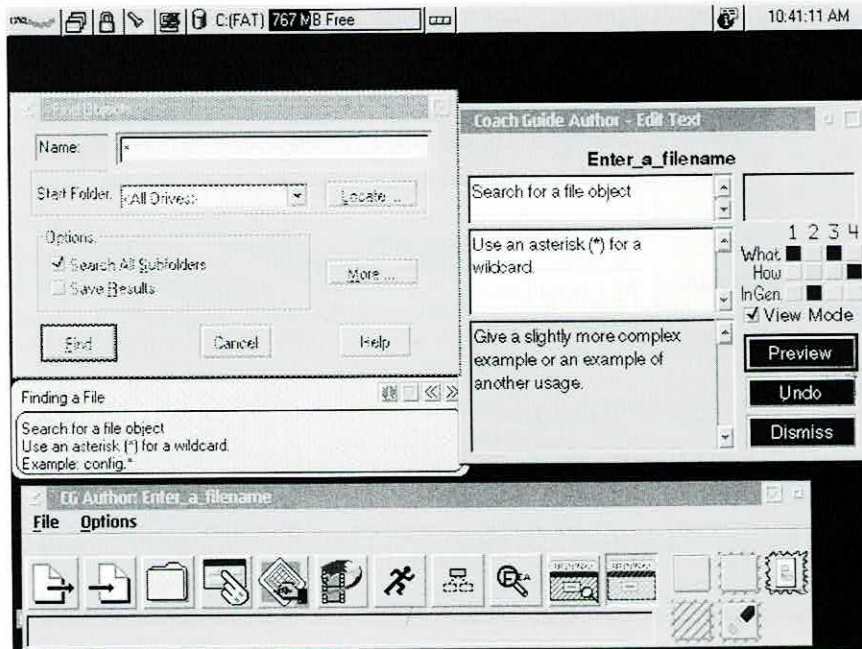 C:(FAT) 767 MB Free
10:41:11 AM
Name: *
Start Folder: <All Drives>
Locate ...
Options:
Search All Subfolders
Save Results
More ...
Find
Cancel
Help
Finding a File
Search for a file object
Use an asterisk (*) for a wildcard.
Example: config.*
Coach Guide Author - Edit Text
Enter_a_filename
Search for a file object
Use an asterisk (*) for a
wildcard.
Give a slightly more complex
example or an example of
another usage.
1 2 3 4
What
How
InGen
View Mode
Preview
Undo
Dismiss
CG Author: Enter_a_filename
File Options